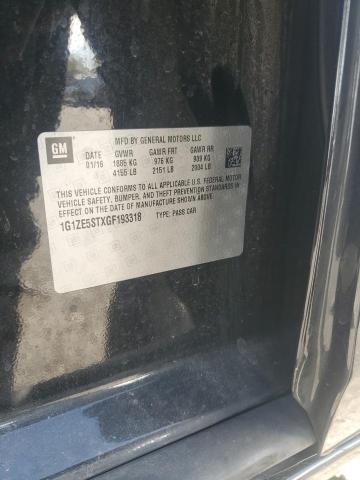 GM
MFD BY GENERAL MOTORS LLC
DATE GVWR GAWR FRT GAWR RR
01/16 1885 KG 976 KG 909 KG
4155 LB 2151 LB 2004 LB
THIS VEHICLE CONFORMS TO ALL APPLICABLE U.S. FEDERAL MOTOR
VEHICLE SAFETY, BUMPER, AND THEFT PREVENTION STANDARDS
IN EFFECT ON THE DATE OF MANUFACTURE SHOWN ABOVE.
1G1ZE5STXGF193318 TYPE: PASS CAR